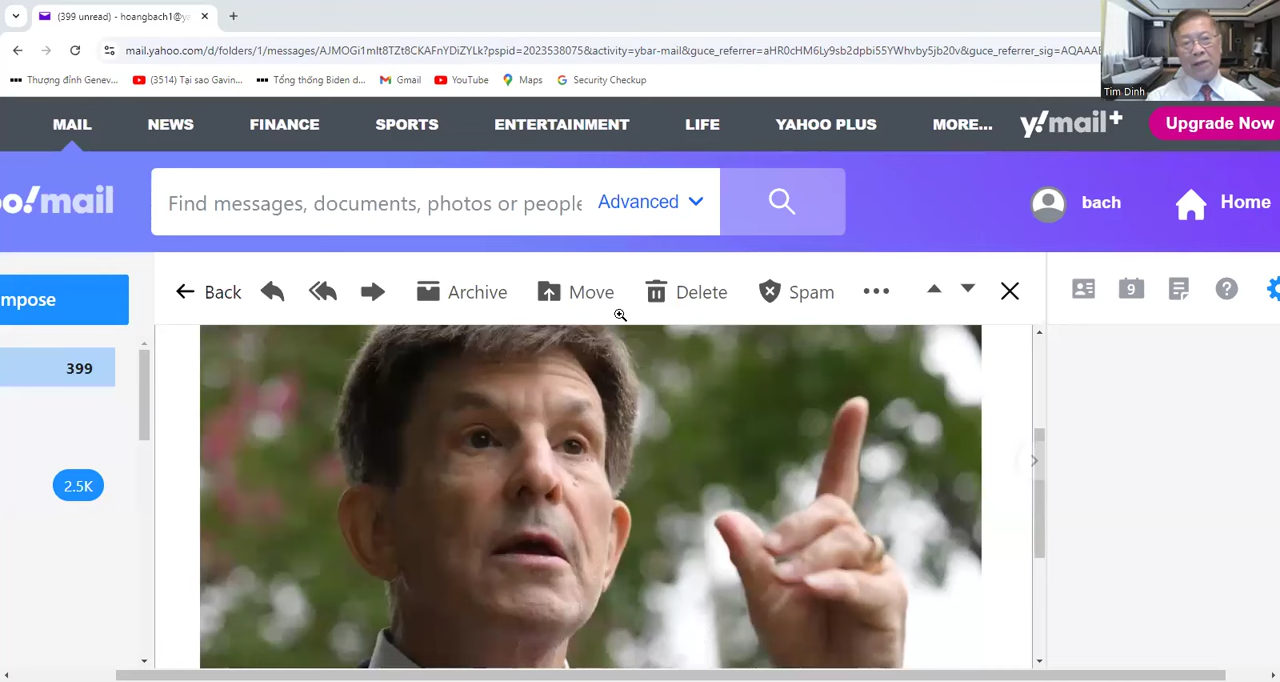 (399 unread) - hoangbach1@ya
mail.yahoo.com/d/folders/1/messages/AJMOGi1mlt8TZt8CKAFnYDiZYLk?pspid=2023538075&activity=ybar-mail&guce_referrer=aHR0cHM6Ly9sb2dpbi55YWhvby5jb20v&guce_referrer_sig=AQAAAE
Thượng đỉnh Genev...
(3514) Tại sao Gavin...
Tổng thống Biden d...
Gmail
YouTube
Maps
Security Checkup
Tim Dinh
MAIL NEWS FINANCE SPORTS ENTERTAINMENT LIFE YAHOO PLUS MORE... y!mail+ Upgrade Now
oo!mail
Find messages, documents, photos or people Advanced
bach
Home
mpose
Back Archive Move Delete Spam
9
399
2.5K